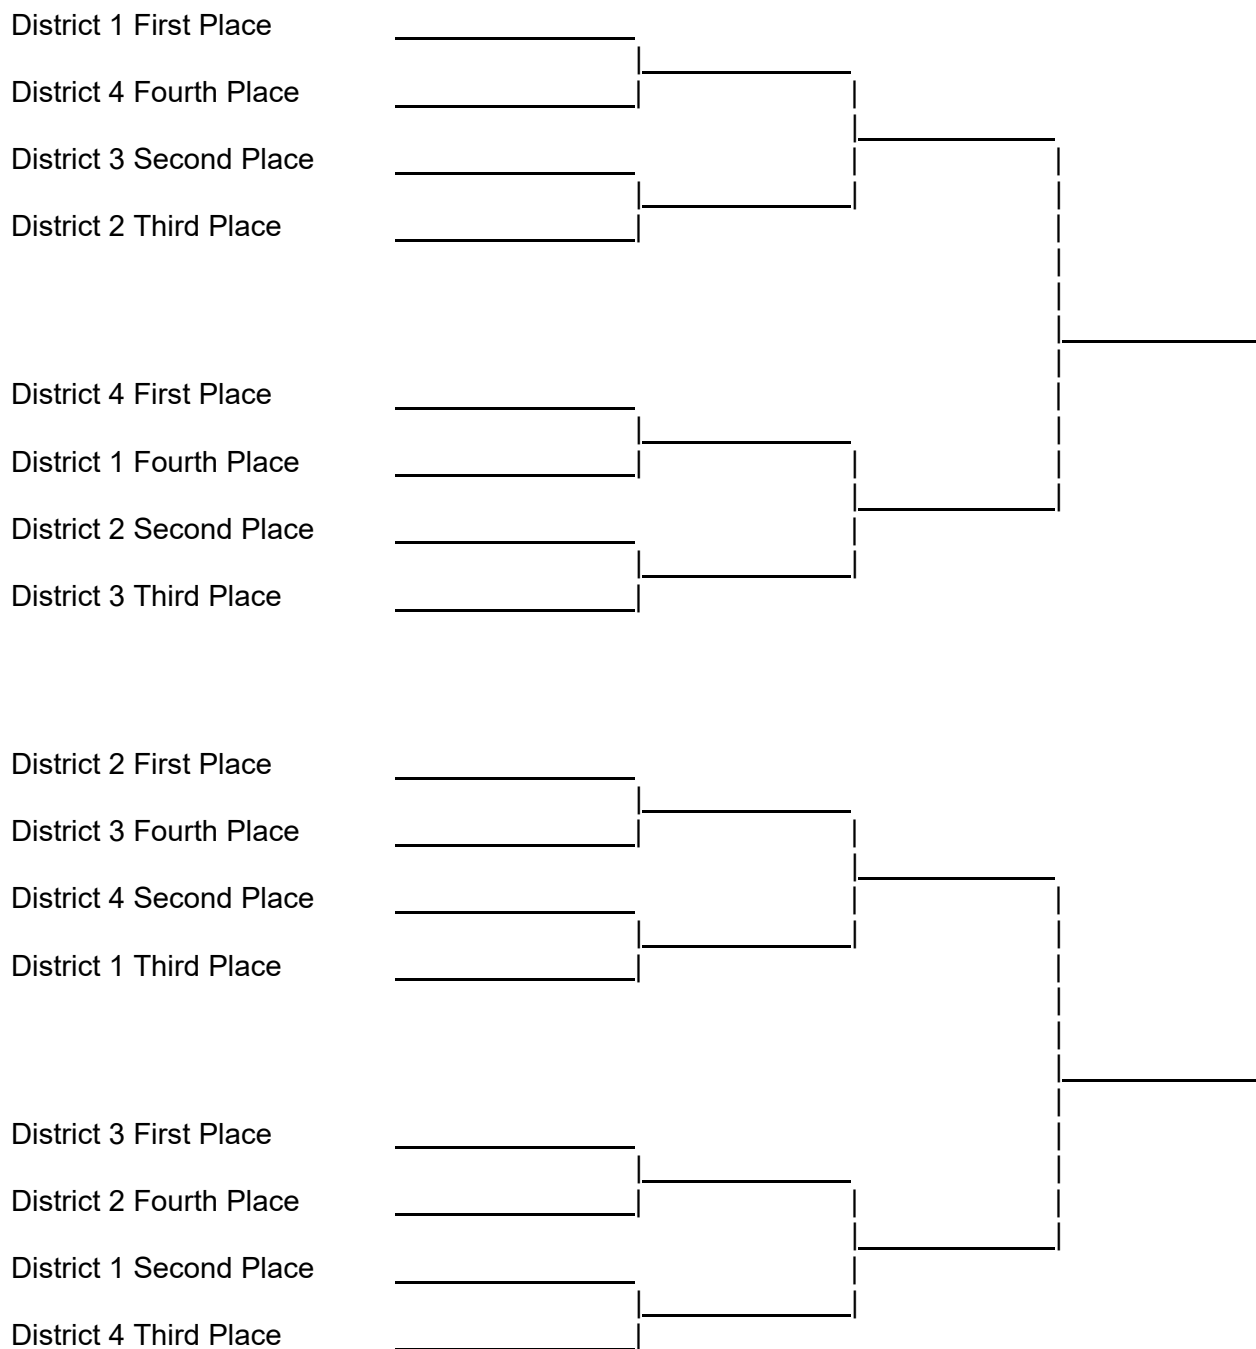 District 1 First Place
District 4 Fourth Place
District 3 Second Place
District 2 Third Place
District 4 First Place
District 1 Fourth Place
District 2 Second Place
District 3 Third Place
District 2 First Place
District 3 Fourth Place
District 4 Second Place
District 1 Third Place
District 3 First Place
District 2 Fourth Place
District 1 Second Place
District 4 Third Place